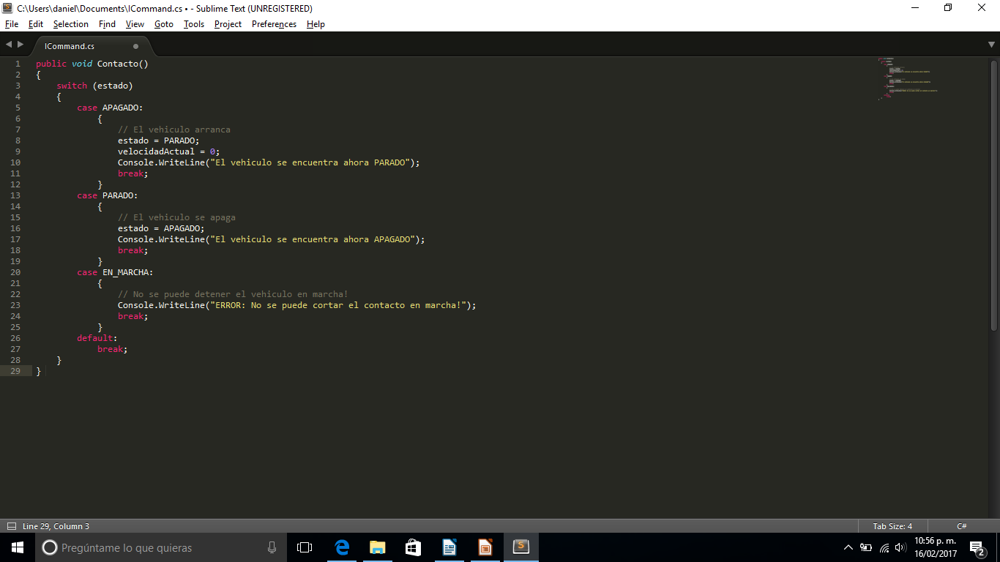 C:\Users\daniel\Documents\ICommand.cs • - Sublime Text (UNREGISTERED)
File Edit Selection Find View Goto Tools Project Preferences Help
ICommand.cs
1 public void Contacto()
2 {
3 switch (estado)
4 {
5 case APAGADO:
6 {
7 // El vehiculo arranca
8 estado = PARADO;
9 velocidadActual = 0;
10 Console.WriteLine("El vehiculo se encuentra ahora PARADO");
11 break;
12 }
13 case PARADO:
14 {
15 // El vehiculo se apaga
16 estado = APAGADO;
17 Console.WriteLine("El vehiculo se encuentra ahora APAGADO");
18 break;
19 }
20 case EN_MARCHA:
21 {
22 // No se puede detener el vehiculo en marcha!
23 Console.WriteLine("ERROR: No se puede cortar el contacto en marcha!");
24 break;
25 }
26 default:
27 break;
28 }
29 }
Line 29, Column 3 Tab Size: 4 C#
Pregúntame lo que quieras
10:56 p. m.
16/02/2017
2